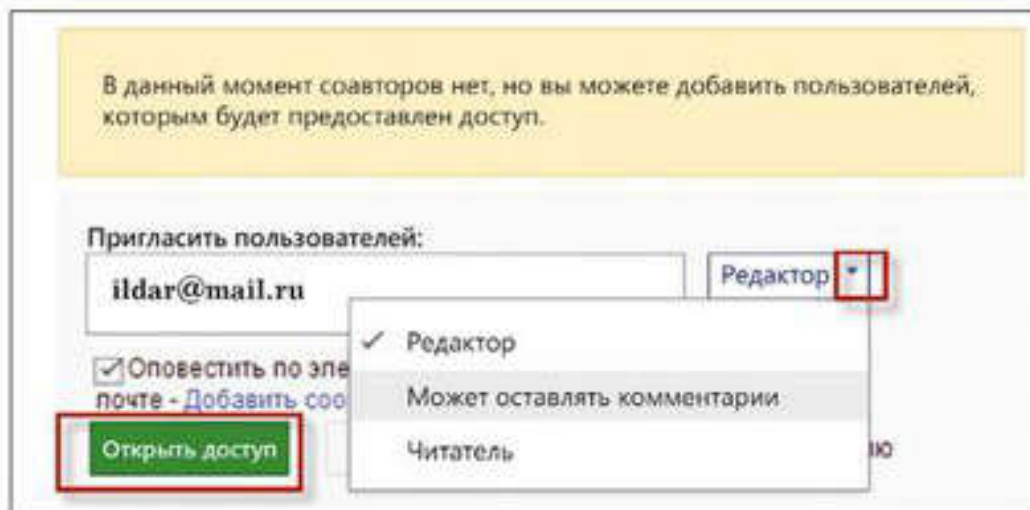 В данный момент соавторов нет, но вы можете добавить пользователей,
которым будет предоставлен доступ.
Пригласить пользователей:
ildar@mail.ru
Редактор
Редактор
Оповестить по эле
почте - Добавить соо
Может оставлять комментарии
Открыть доступ
Читатель
ю